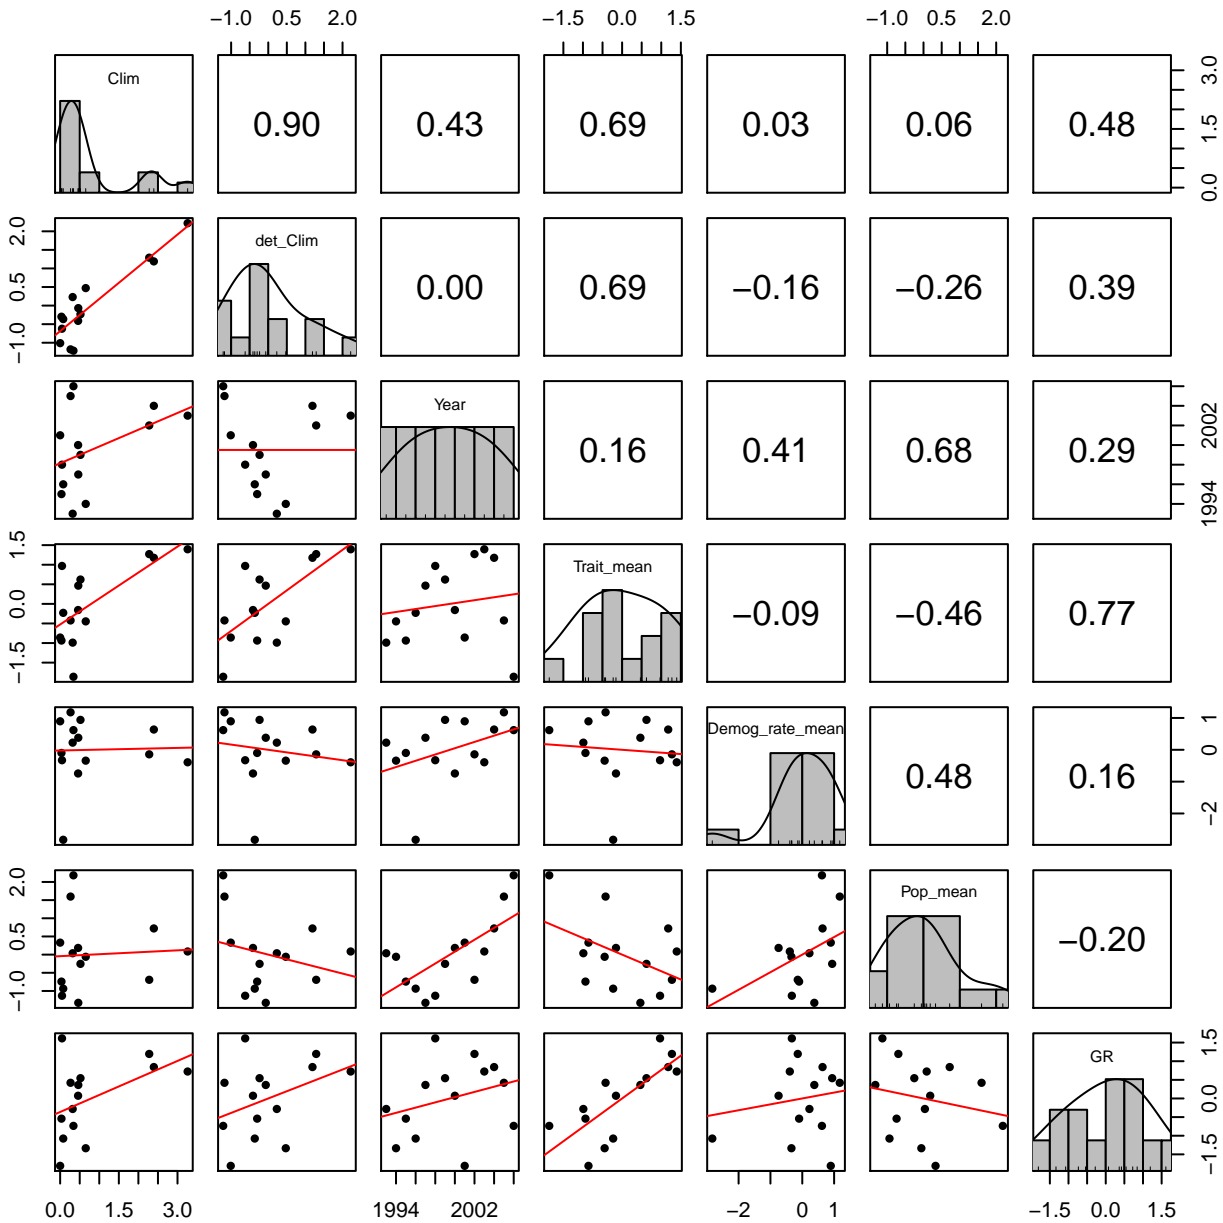 −1.0 0.5 2.0 −1.5 0.0 1.5 −1.0 0.5 2.0
Clim 0.90 0.43 0.69 0.03 0.06 0.48 0.0 1.5 3.0
−1.0 0.5 2.0 det_Clim 0.00 0.69 −0.16 −0.26 0.39
Year 0.16 0.41 0.68 0.29 1994 2002
−1.5 0.0 1.5 Trait_mean −0.09 −0.46 0.77
Demog_rate_mean 0.48 0.16 −2 0 1
−1.0 0.5 2.0 Pop_mean −0.20
GR −1.5 0.0 1.5
0.0 1.5 3.0 1994 2002 −2 0 1 −1.5 0.0 1.5